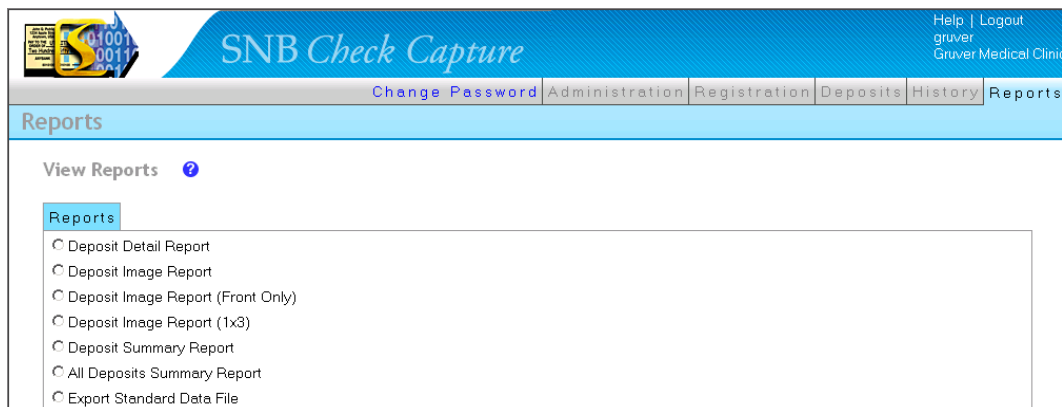 Help | Logout
gruver
Gruver Medical Clinic
SNB Check Capture
Change Password Administration Registration Deposits History Reports
Reports
View Reports
Reports
Deposit Detail Report
Deposit Image Report
Deposit Image Report (Front Only)
Deposit Image Report (1x3)
Deposit Summary Report
All Deposits Summary Report
Export Standard Data File